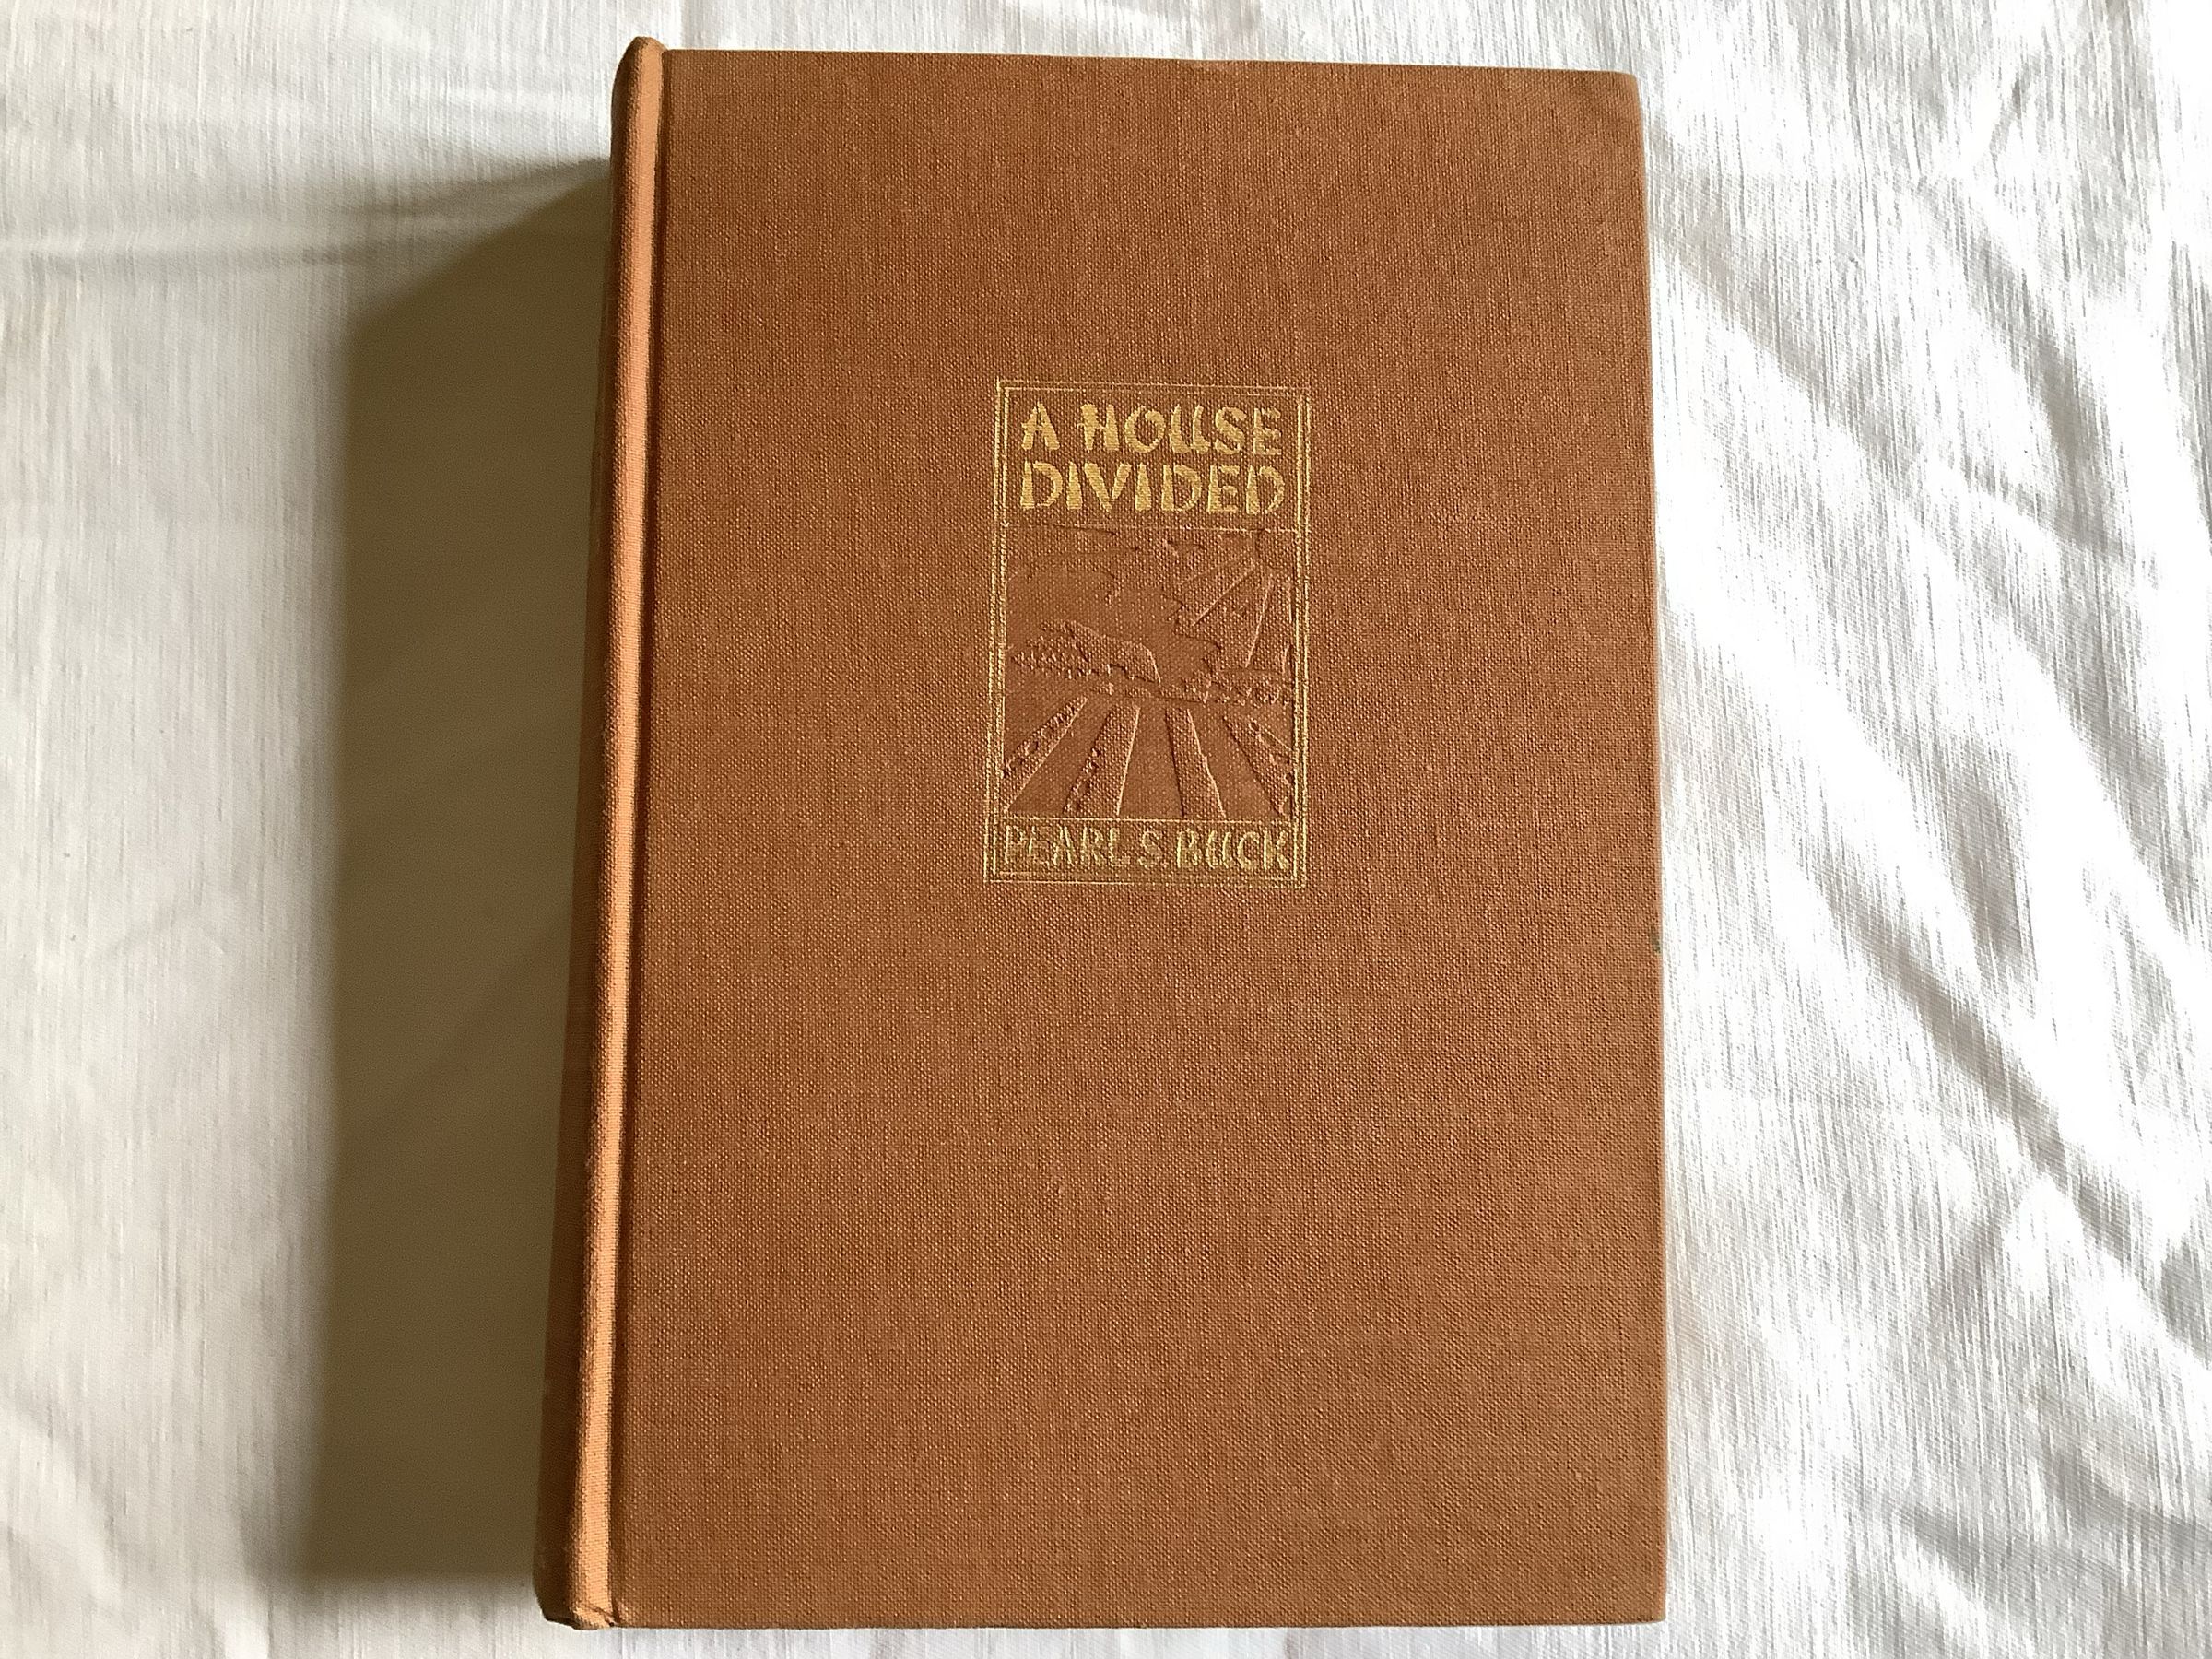 A HOUSE
DIVIDED
PEARL S. BUCK